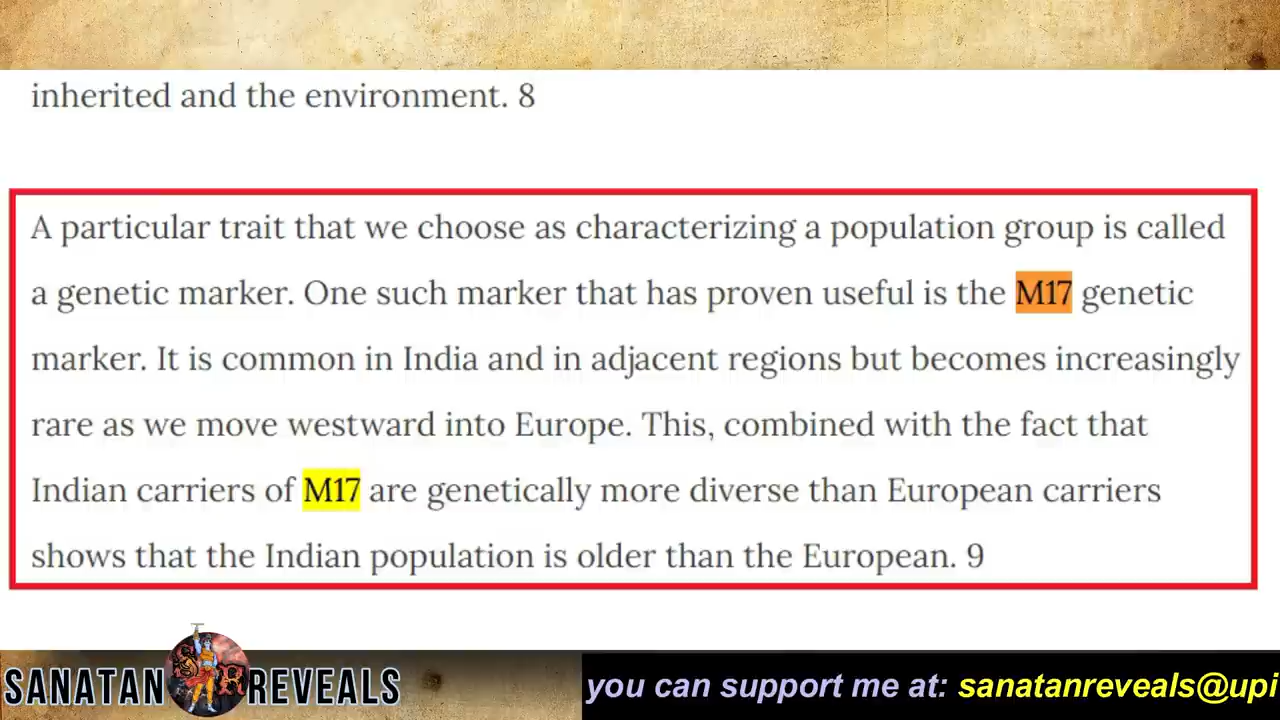 inherited and the environment. 8
A particular trait that we choose as characterizing a population group is called
a genetic marker. One such marker that has proven useful is the M17 genetic
marker. It is common in India and in adjacent regions but becomes increasingly
rare as we move westward into Europe. This, combined with the fact that
Indian carriers of M17 are genetically more diverse than European carriers
shows that the Indian population is older than the European. 9
SANATAN SR REVEALS
you can support me at: sanatanreveals@upi